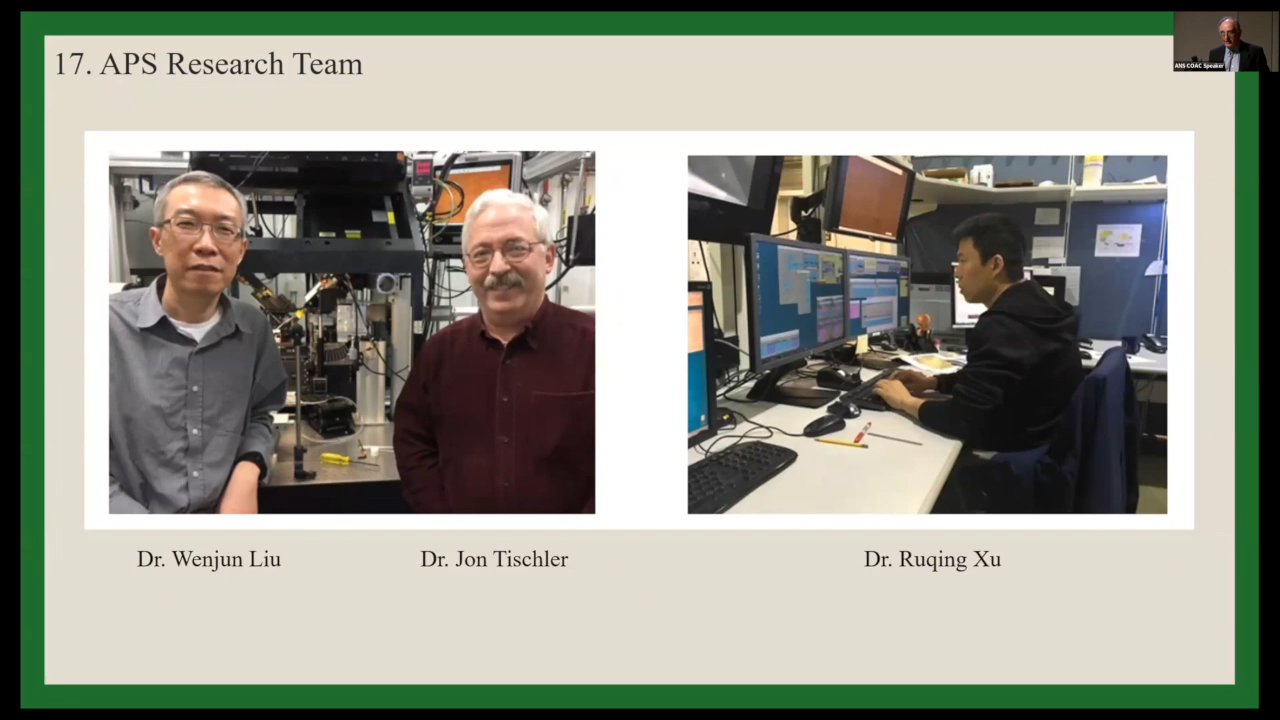 17. APS Research Team
ANS COAC Speaker
Dr. Wenjun Liu
Dr. Jon Tischler
Dr. Ruqing Xu